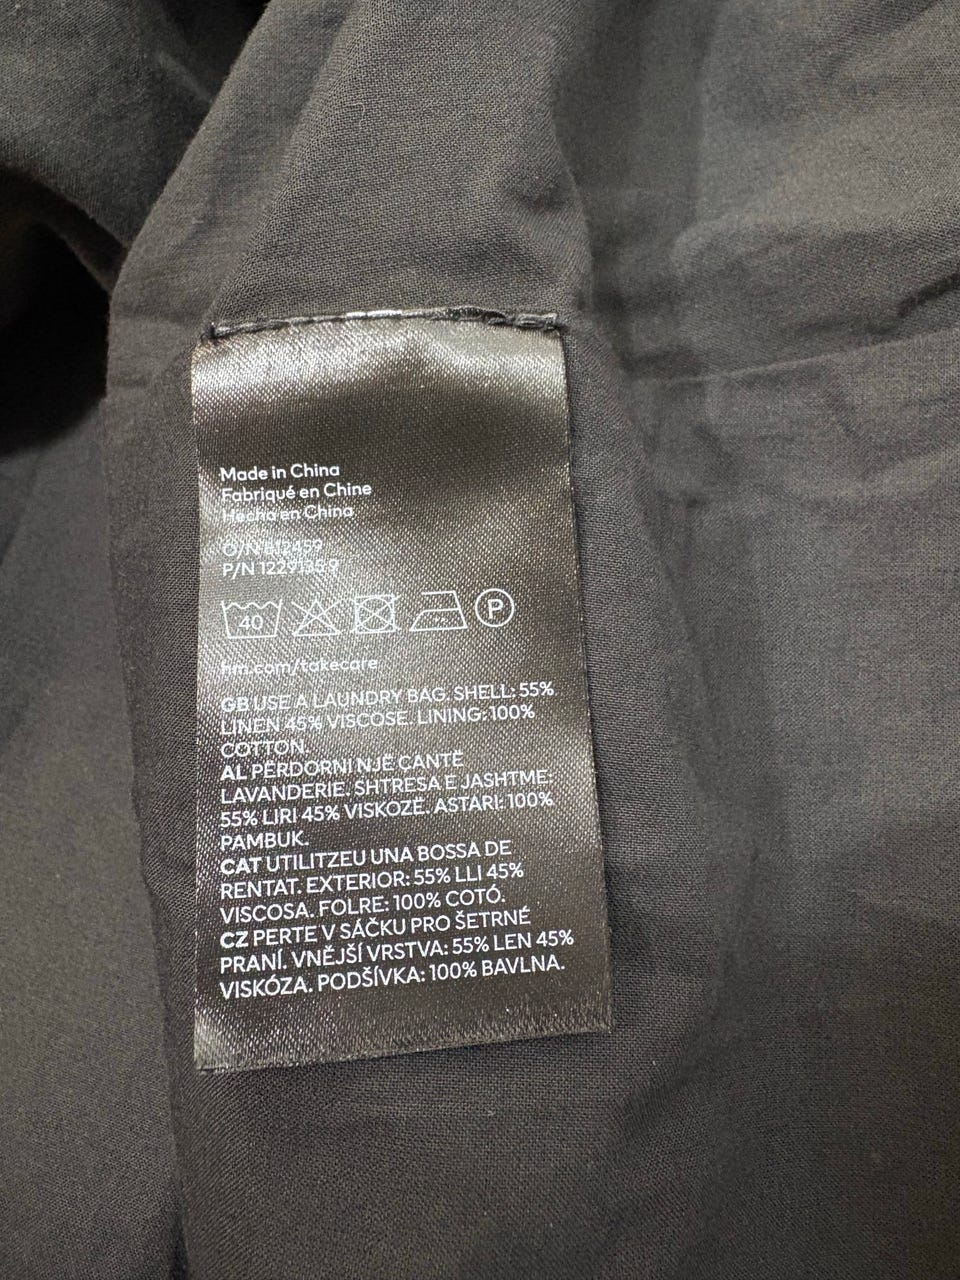 Made in China
Fabriqué en Chine
Hecho en China
O/N 812459
P/N 12291359
40 P
hm.com/takecare
GB USE A LAUNDRY BAG. SHELL: 55%
LINEN 45% VISCOSE. LINING: 100%
COTTON.
AL PËRDORNI NJË ÇANTË
LAVANDERIE. SHTRESA E JASHTME:
55% LIRI 45% VISKOZË. ASTARI: 100%
PAMBUK.
CAT UTILITZEU UNA BOSSA DE
RENTAT. EXTERIOR: 55% LLI 45%
VISCOSA. FOLRE: 100% COTÓ.
CZ PERTE V SÁČKU PRO ŠETRNÉ
PRANÍ. VNĚJŠÍ VRSTVA: 55% LEN 45%
VISKÓZA. PODŠÍVKA: 100% BAVLNA.